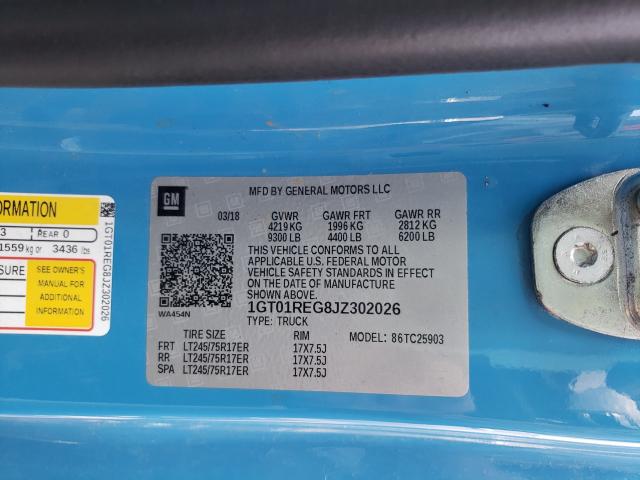 ORMATION
3 REAR 0
1559 kg or 3436 lbs
SURE
SEE OWNER'S
MANUAL FOR
ADDITIONAL
INFORMATION
1GT01REG8JZ302026
GM
MFD BY GENERAL MOTORS LLC
03/18 GVWR GAWR FRT GAWR RR
4219 KG 1996 KG 2812 KG
9300 LB 4400 LB 6200 LB
THIS VEHICLE CONFORMS TO ALL
APPLICABLE U.S. FEDERAL MOTOR
VEHICLE SAFETY STANDARDS IN EFFECT
ON THE DATE OF MANUFACTURE
SHOWN ABOVE.
1GT01REG8JZ302026
WA454N TYPE: TRUCK
TIRE SIZE RIM MODEL: 86TC25903
FRT LT245/75R17ER 17X7.5J
RR LT245/75R17ER 17X7.5J
SPA LT245/75R17ER 17X7.5J